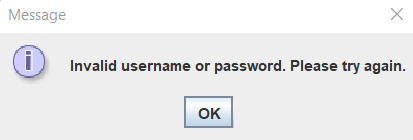 Message
Invalid username or password. Please try again.
OK